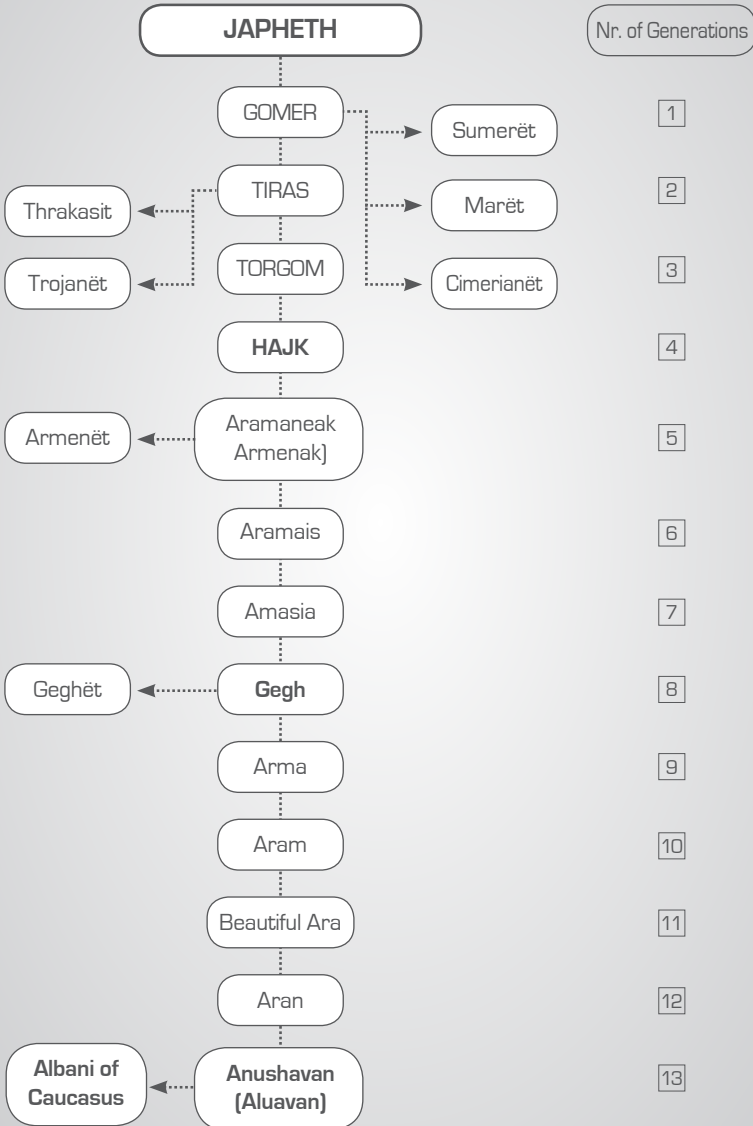 JAPHETH
Nr. of Generations
GOMER
Sumerët
1
TIRAS
Thrakasit
Marët
2
TORGOM
Trojanët
Cimerianët
3
HAJK
4
Armenët
Aramaneak
Armenak)
5
Aramais
6
Amasia
7
Geghët
Gegh
8
Arma
9
Aram
10
Beautiful Ara
11
Aran
12
Albani of
Caucasus
Anushavan
(Aluavan)
13